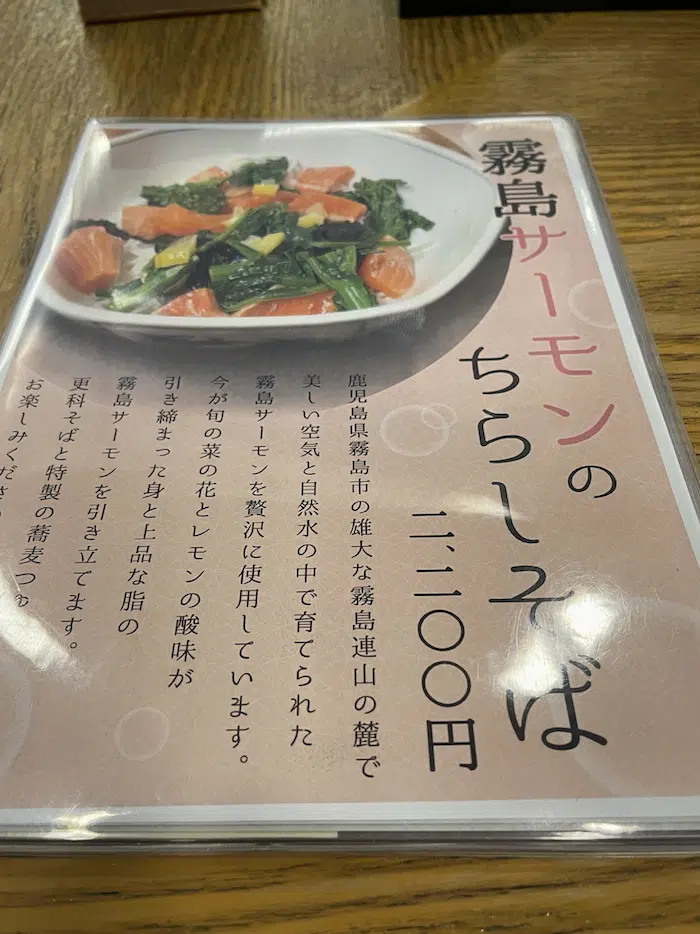 霧島サーモンの
ちらしそば
二、二〇〇円
鹿児島県霧島市の雄大な霧島連山の麓で
美しい空気と自然水の中で育てられた
霧島サーモンを贅沢に使用しています。
今が旬の菜の花とレモンの酸味が
引き締まった身と上品な脂の
霧島サーモンを引き立てます。
更科そばと特製の蕎麦つゆ
お楽しみくださ